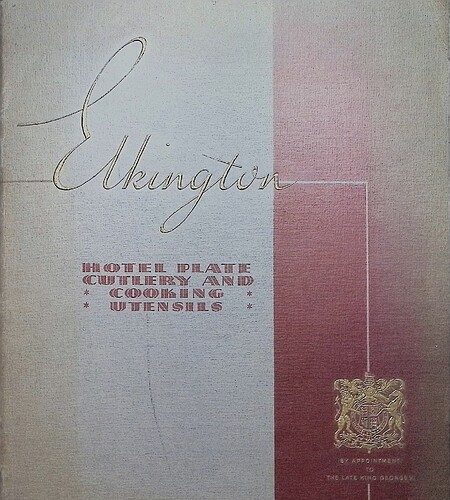 Elkington
HOTEL PLATE
CUTLERY AND
* COOKING *
* UTENSILS *
BY APPOINTMENT
TO
THE LATE KING GEORGE V.